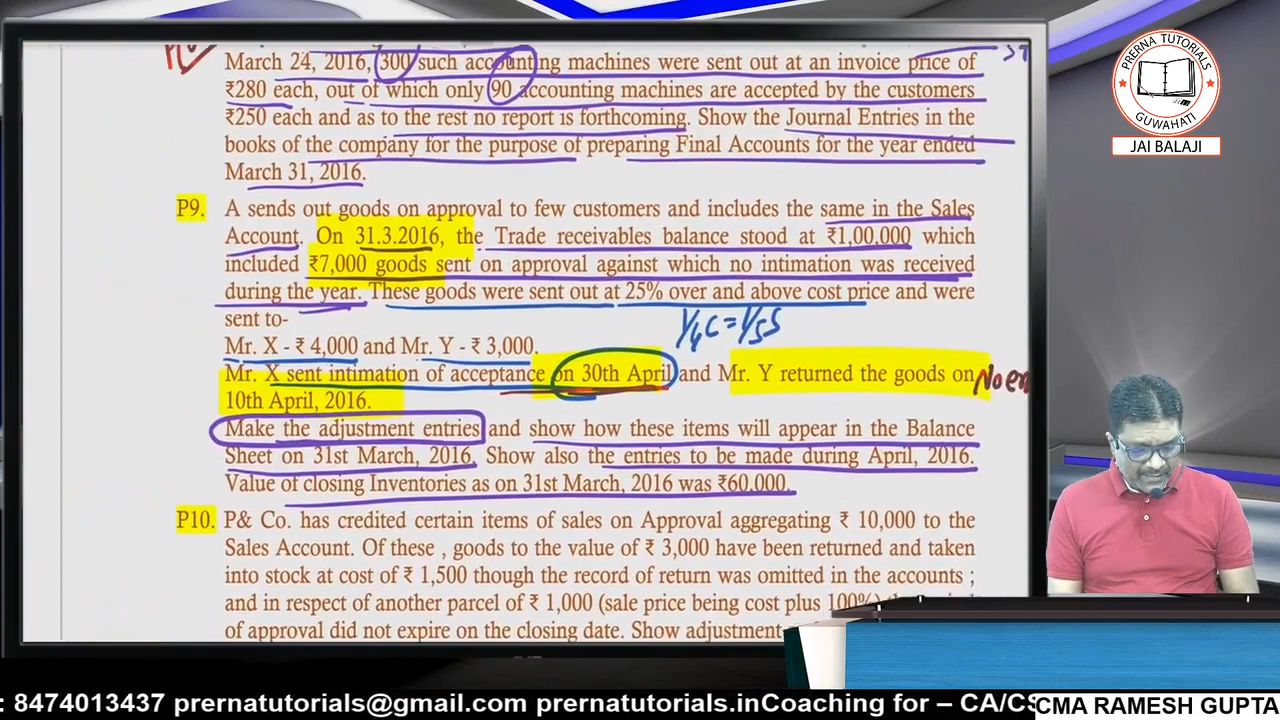 March 24, 2016, 300 such accounting machines were sent out at an invoice price of
₹280 each, out of which only 90 accounting machines are accepted by the customers
₹250 each and as to the rest no report is forthcoming. Show the Journal Entries in the
books of the company for the purpose of preparing Final Accounts for the year ended
March 31, 2016.
P9. A sends out goods on approval to few customers and includes the same in the Sales
Account. On 31.3.2016, the Trade receivables balance stood at ₹1,00,000 which
included ₹7,000 goods sent on approval against which no intimation was received
during the year. These goods were sent out at 25% over and above cost price and were
sent to-
1/4 C = 1/5 S
Mr. X - ₹ 4,000 and Mr. Y - ₹ 3,000.
Mr. X sent intimation of acceptance on 30th April and Mr. Y returned the goods on
No en
10th April, 2016.
Make the adjustment entries and show how these items will appear in the Balance
Sheet on 31st March, 2016. Show also the entries to be made during April, 2016.
Value of closing Inventories as on 31st March, 2016 was ₹60,000.
P10. P& Co. has credited certain items of sales on Approval aggregating ₹ 10,000 to the
Sales Account. Of these , goods to the value of ₹ 3,000 have been returned and taken
into stock at cost of ₹ 1,500 though the record of return was omitted in the accounts ;
and in respect of another parcel of ₹ 1,000 (sale price being cost plus 100%)
of approval did not expire on the closing date. Show adjustment
PRERNA TUTORIALS
GUWAHATI
JAI BALAJI
: 8474013437 prernatutorials@gmail.com prernatutorials.inCoaching for – CA/CS
CMA RAMESH GUPTA